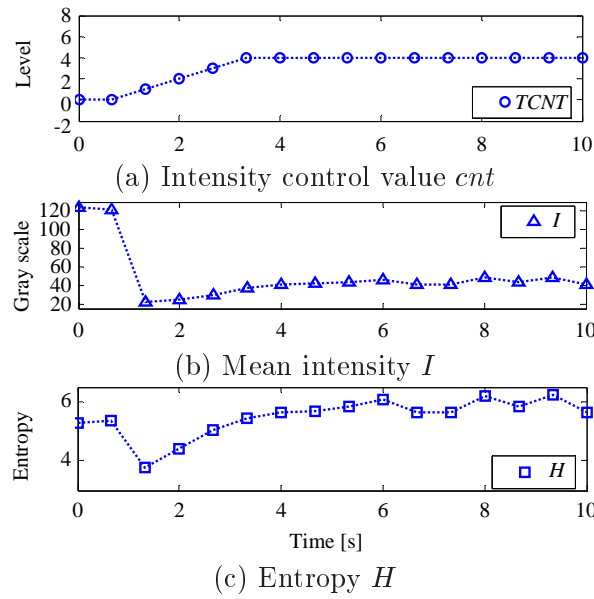 8
6
4
2
0
-2
Level
TCNT
0 2 4 6 8 10
(a) Intensity control value cnt
120
100
80
60
40
20
Gray scale
I
0 2 4 6 8 10
(b) Mean intensity I
6
4
Entropy
H
0 2 4 6 8 10
Time [s]
(c) Entropy H